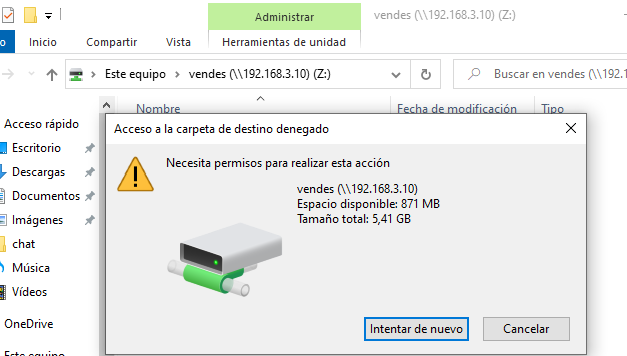 Administrar
vendes (\\192.168.3.10) (Z:)
Inicio
Compartir
Vista
Herramientas de unidad
Este equipo
vendes (\\192.168.3.10) (Z:)
Buscar en vendes (\\192.1
Nombre
Fecha de modificación
Tipo
Acceso rápido
Escritorio
Descargas
Documentos
Imágenes
chat
Música
Vídeos
OneDrive
Este equipo
Acceso a la carpeta de destino denegado
Necesita permisos para realizar esta acción
vendes (\\192.168.3.10)
Espacio disponible: 871 MB
Tamaño total: 5,41 GB
Intentar de nuevo
Cancelar